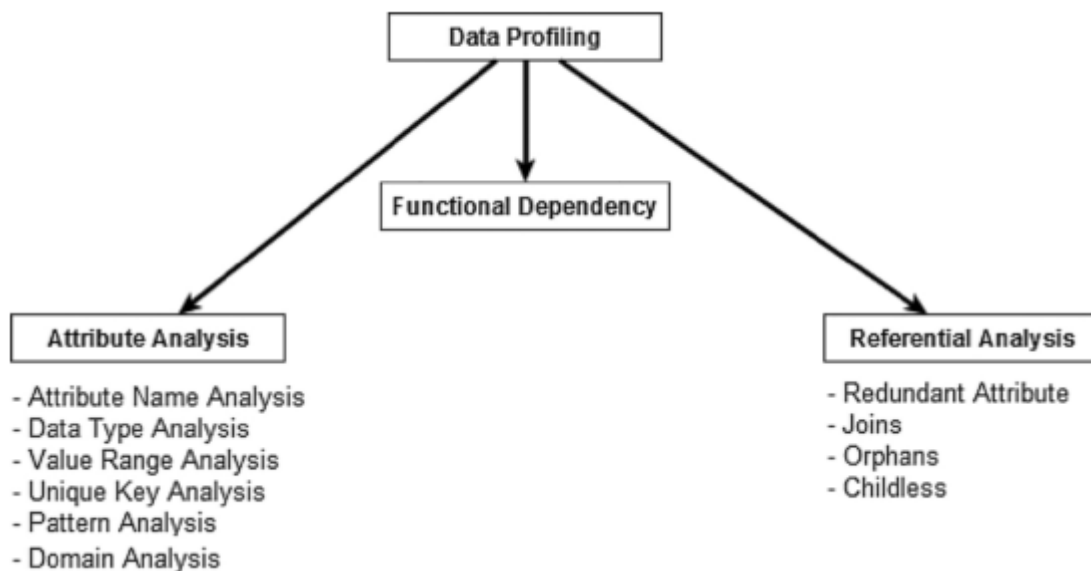 Data Profiling
Functional Dependency
Attribute Analysis
- Attribute Name Analysis
- Data Type Analysis
- Value Range Analysis
- Unique Key Analysis
- Pattern Analysis
- Domain Analysis
Referential Analysis
- Redundant Attribute
- Joins
- Orphans
- Childless